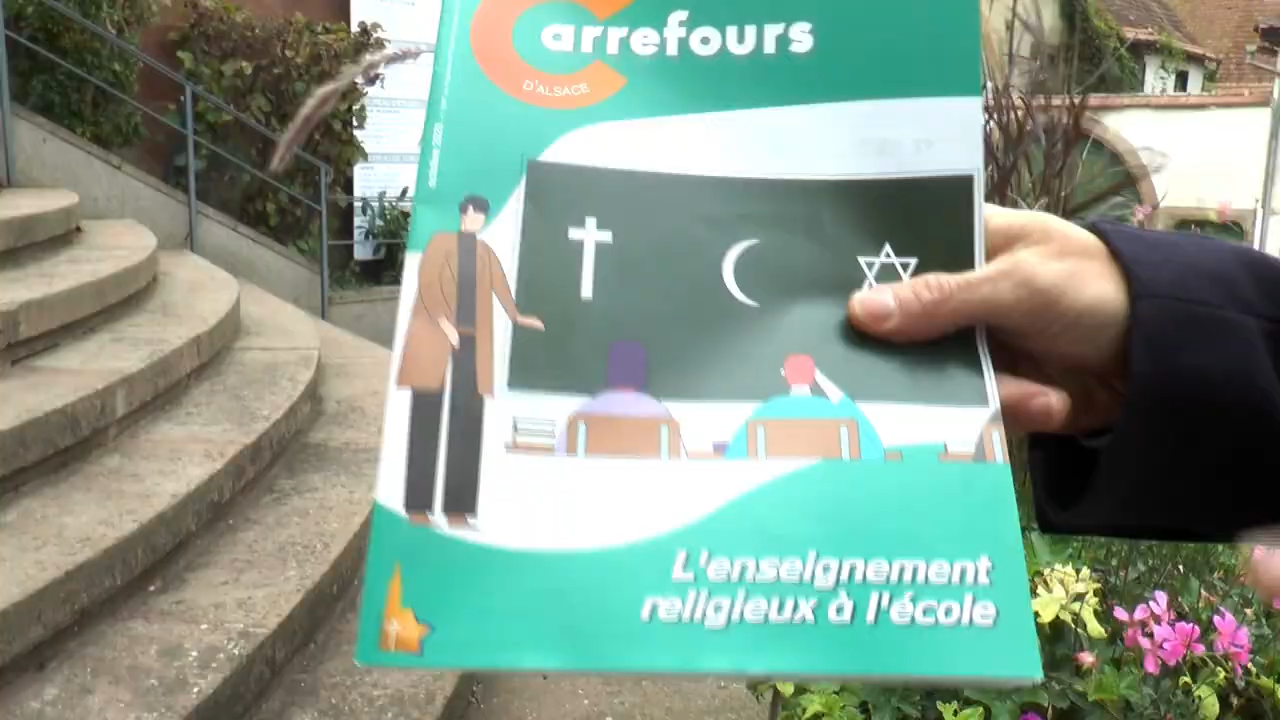 Carrefours
D'ALSACE
L'enseignement
religieux à l'école